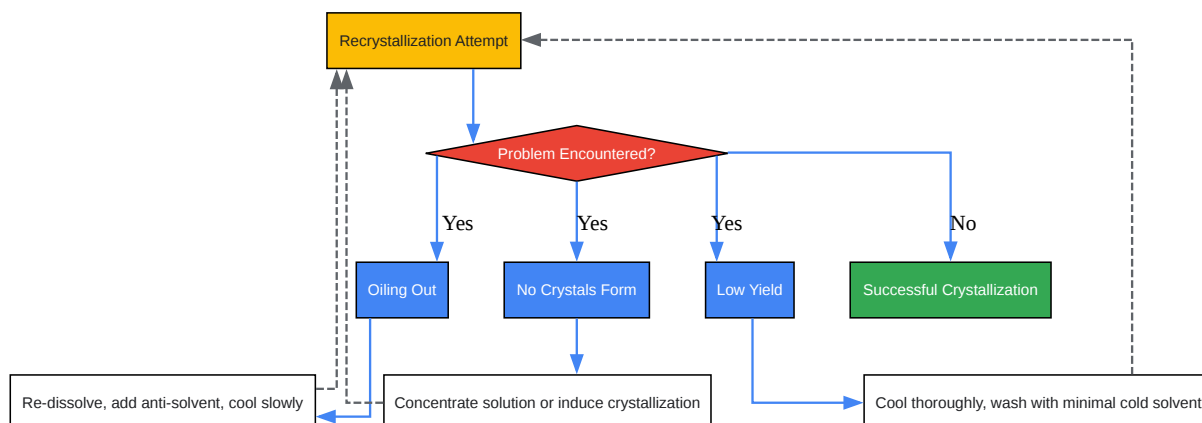 Recrystallization Attempt
Problem Encountered?
Yes
Yes
Yes
No
Oiling Out
No Crystals Form
Low Yield
Successful Crystallization
Re-dissolve, add anti-solvent, cool slowly
Concentrate solution or induce crystallization
Cool thoroughly, wash with minimal cold solvent